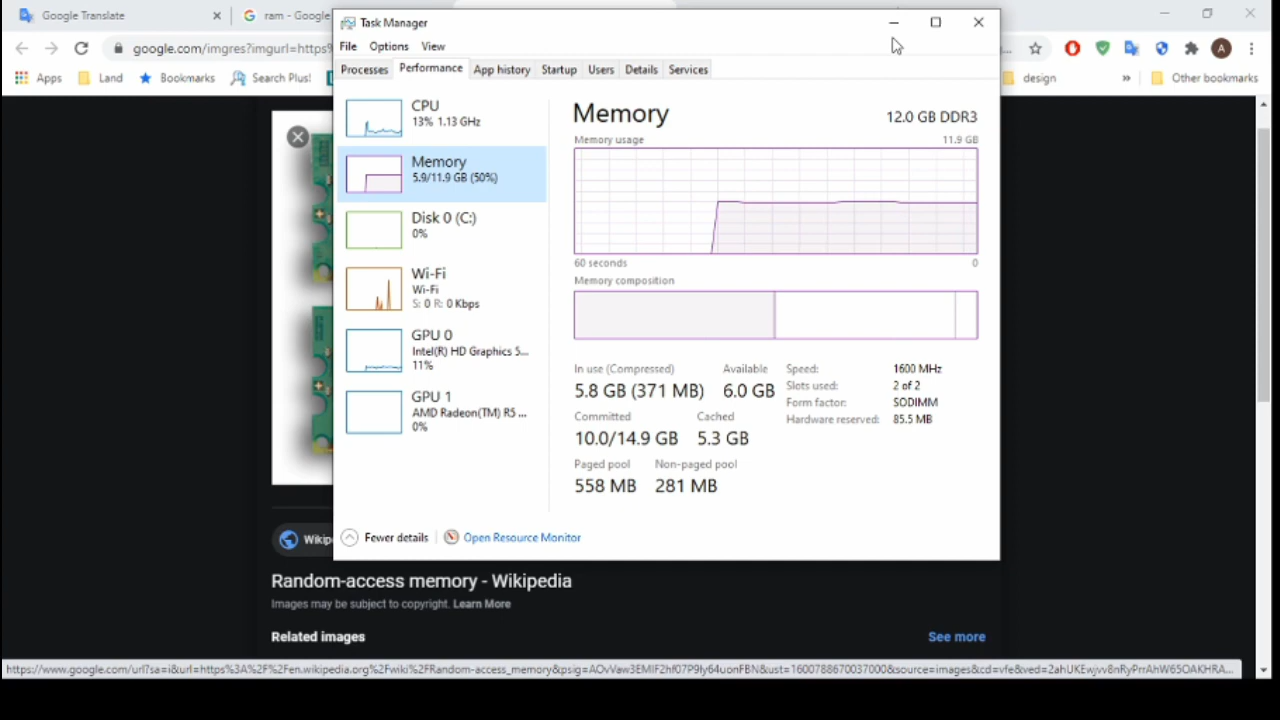 Google Translate
ram - Google
Task Manager
google.com/imgres?imgurl=https%
A
File Options View
Apps Land Bookmarks Search Plus! design » Other bookmarks
Processes Performance App history Startup Users Details Services
CPU
13% 1.13 GHz
Memory
5.9/11.9 GB (50%)
Disk 0 (C:)
0%
Wi-Fi
Wi-Fi
S: 0 R: 0 Kbps
GPU 0
Intel(R) HD Graphics 5...
11%
GPU 1
AMD Radeon(TM) R5 ...
0%
Memory 12.0 GB DDR3
Memory usage 11.9 GB
60 seconds 0
Memory composition
In use (Compressed) Available
5.8 GB (371 MB) 6.0 GB
Committed Cached
10.0/14.9 GB 5.3 GB
Paged pool Non-paged pool
558 MB 281 MB
Speed: 1600 MHz
Slots used: 2 of 2
Form factor: SODIMM
Hardware reserved: 85.5 MB
Fewer details Open Resource Monitor
Wikip
Random-access memory - Wikipedia
Images may be subject to copyright. Learn More
Related images See more